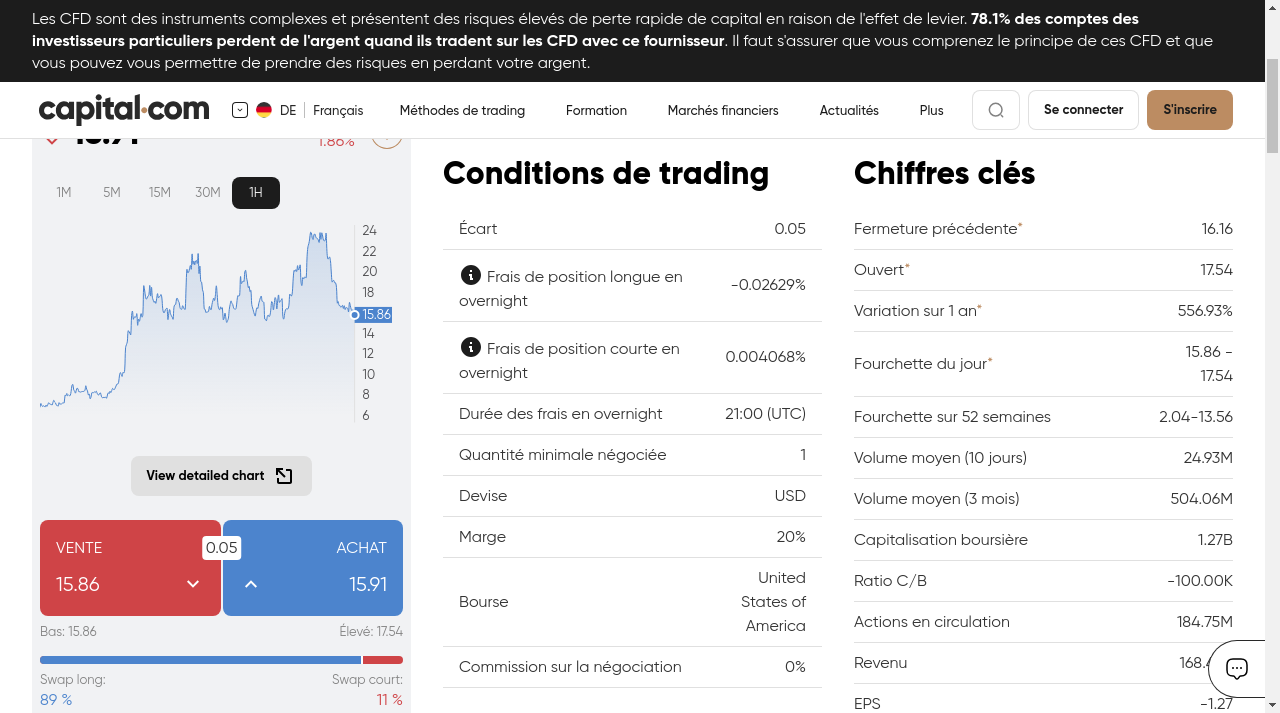 Les CFD sont des instruments complexes et présentent des risques élevés de perte rapide de capital en raison de l'effet de levier. 78.1% des comptes des
investisseurs particuliers perdent de l'argent quand ils tradent sur les CFD avec ce fournisseur. Il faut s'assurer que vous comprenez le principe de ces CFD et que
vous pouvez vous permettre de prendre des risques en perdant votre argent.
capital.com
DE
Français
Méthodes de trading
Formation
Marchés financiers
Actualités
Plus
Se connecter
S'inscrire
1.86%
1M
5M
15M
30M
1H
24
22
20
18
15.86
14
12
10
8
6
View detailed chart
VENTE
0.05
ACHAT
15.86
15.91
Bas: 15.86
Élevé: 17.54
Swap long:
Swap court:
89 %
11 %
Conditions de trading
Écart 0.05
Frais de position longue en
overnight
-0.02629%
Frais de position courte en
overnight
0.004068%
Durée des frais en overnight 21:00 (UTC)
Quantité minimale négociée 1
Devise USD
Marge 20%
Bourse
United
States of
America
Commission sur la négociation 0%
Chiffres clés
Fermeture précédente* 16.16
Ouvert* 17.54
Variation sur 1 an* 556.93%
Fourchette du jour*
15.86 -
17.54
Fourchette sur 52 semaines 2.04-13.56
Volume moyen (10 jours) 24.93M
Volume moyen (3 mois) 504.06M
Capitalisation boursière 1.27B
Ratio C/B -100.00K
Actions en circulation 184.75M
Revenu
EPS -1.27